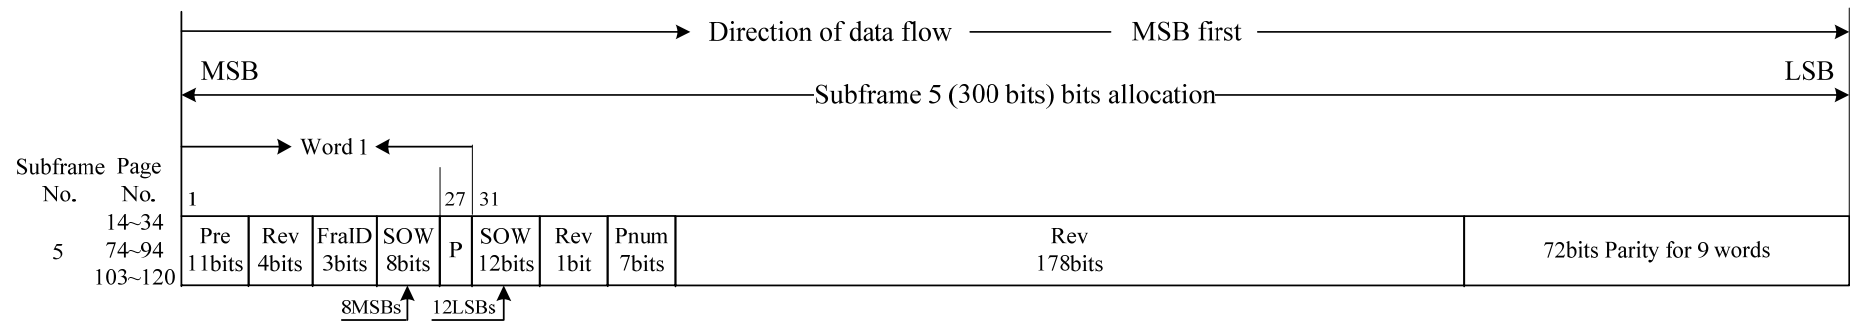 Direction of data flow MSB first
MSB LSB
Subframe 5 (300 bits) bits allocation
Word 1
Subframe Page
No. No.
1 27 31
14~34
74~94
103~120
5
Pre
11bits
Rev
4bits
FraID
3bits
SOW
8bits
P
SOW
12bits
Rev
1bit
Pnum
7bits
Rev
178bits
72bits Parity for 9 words
8MSBs
12LSBs